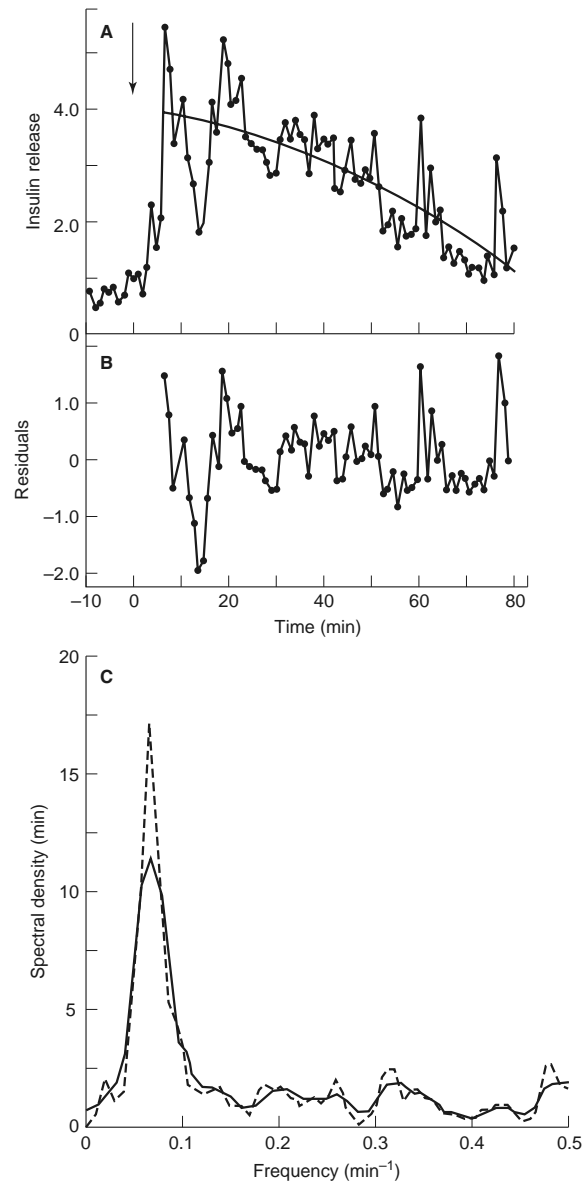 A
4.0
2.0
0
Insulin release
B
1.0
0
–1.0
–2.0
Residuals
–10 0 20 40 60 80
Time (min)
C
20
15
10
5
0
Spectral density (min)
0 0.1 0.2 0.3 0.4 0.5
Frequency (min⁻¹)